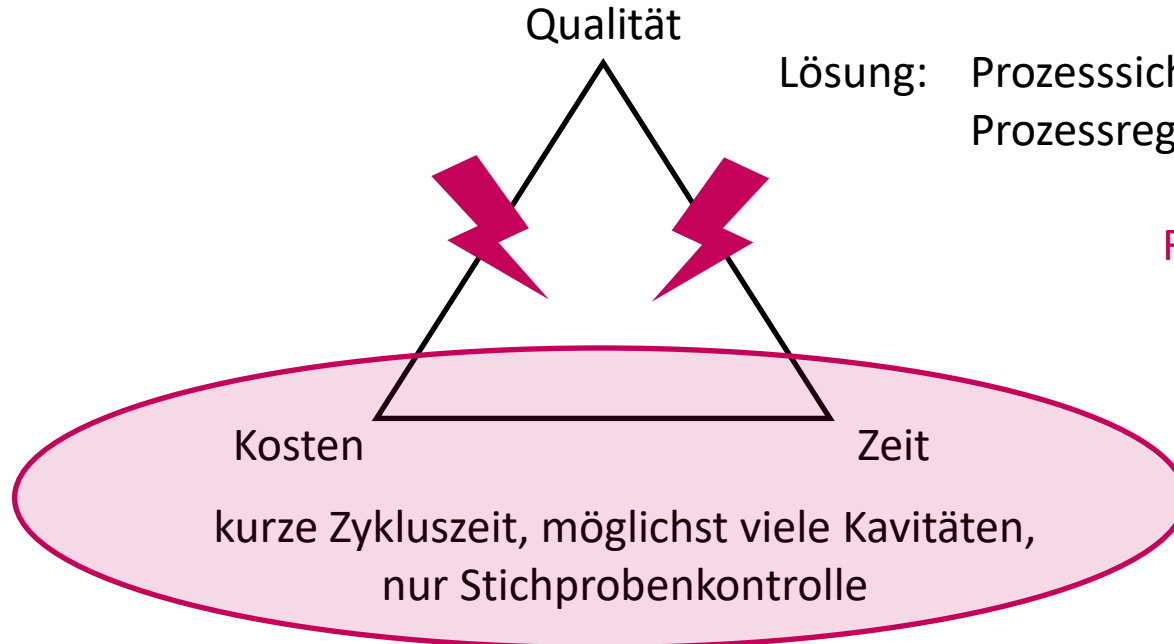 Qualität
Lösung: Prozesssich
Prozessreg
Kosten
Zeit
kurze Zykluszeit, möglichst viele Kavitäten,
nur Stichprobenkontrolle